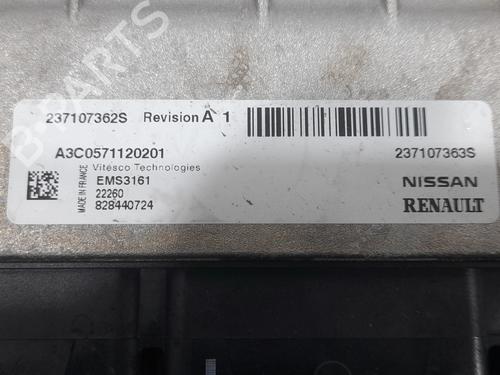 237107362S Revision A 1
A3C0571120201 237107363S
Vitesco Technologies
MADE IN FRANCE
EMS3161 NISSAN
22260 RENAULT
828440724
B-PARTS